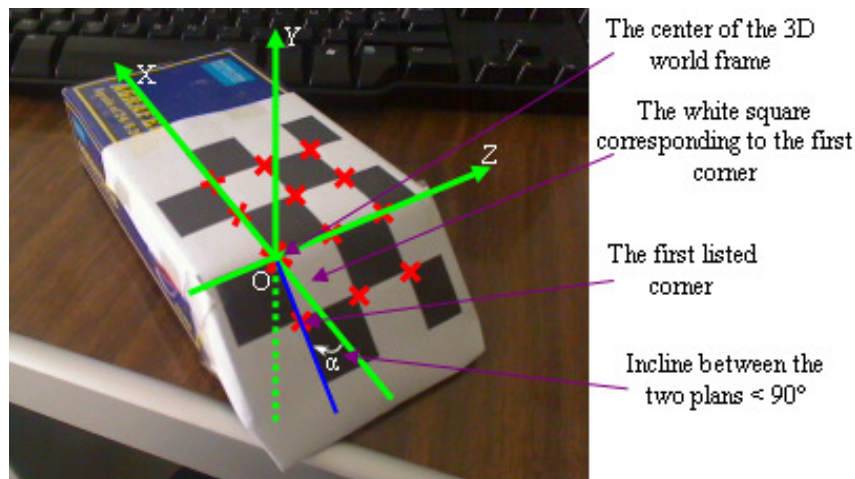 The center of the 3D
world frame
The white square
corresponding to the first
corner
The first listed
corner
Incline between the
two plans < 90°
X
Y
Z
O
α